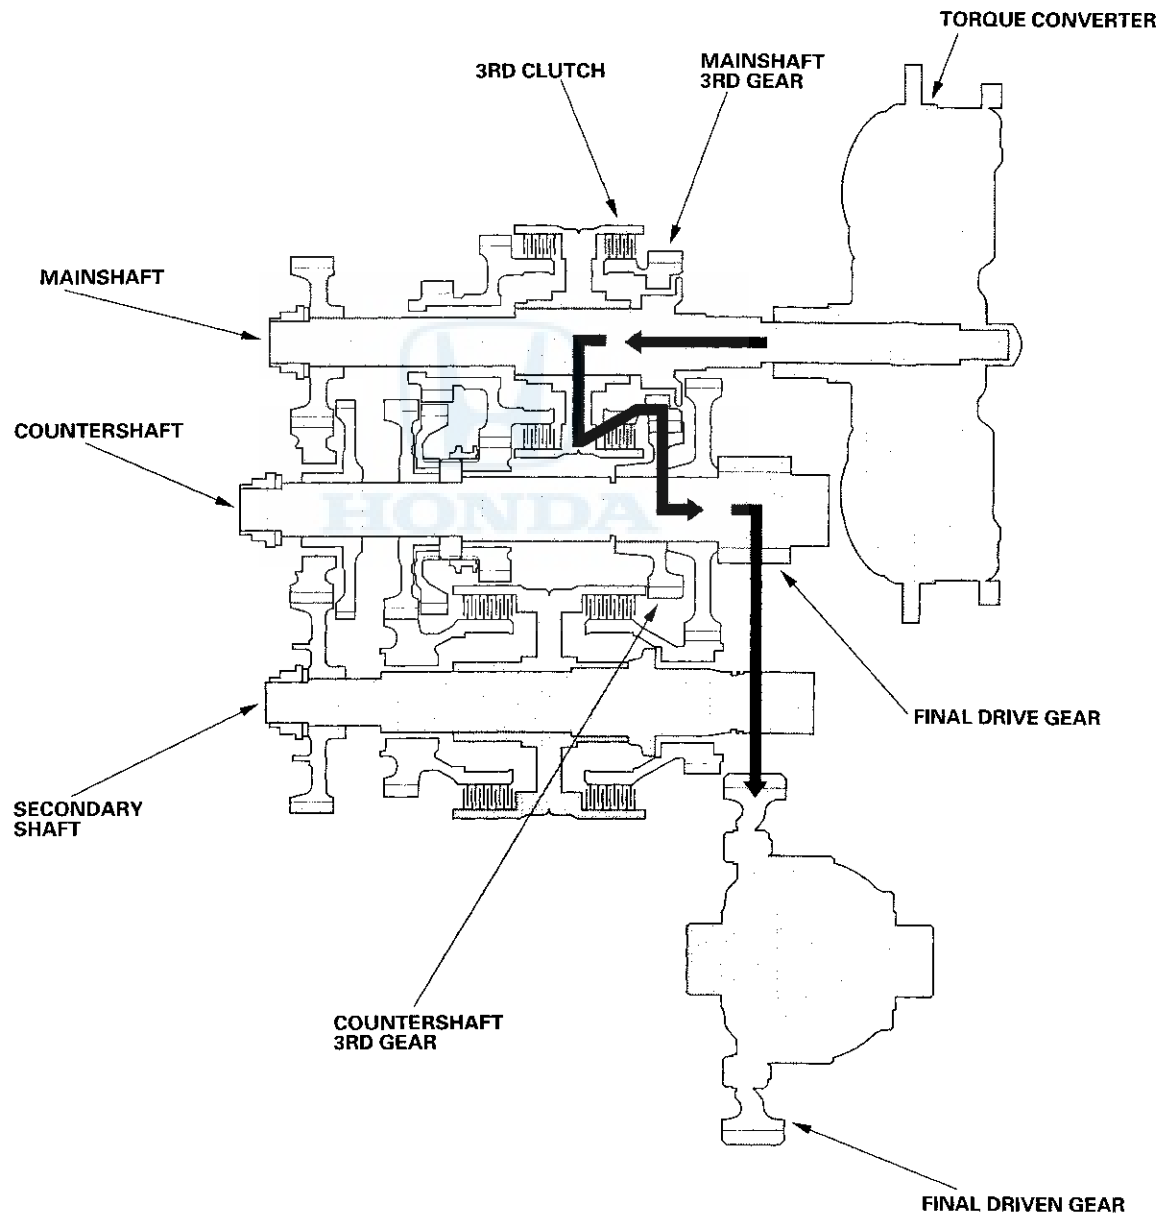 TORQUE CONVERTER
3RD CLUTCH
MAINSHAFT
3RD GEAR
MAINSHAFT
COUNTERSHAFT
HONDA
FINAL DRIVE GEAR
SECONDARY
SHAFT
COUNTERSHAFT
3RD GEAR
FINAL DRIVEN GEAR